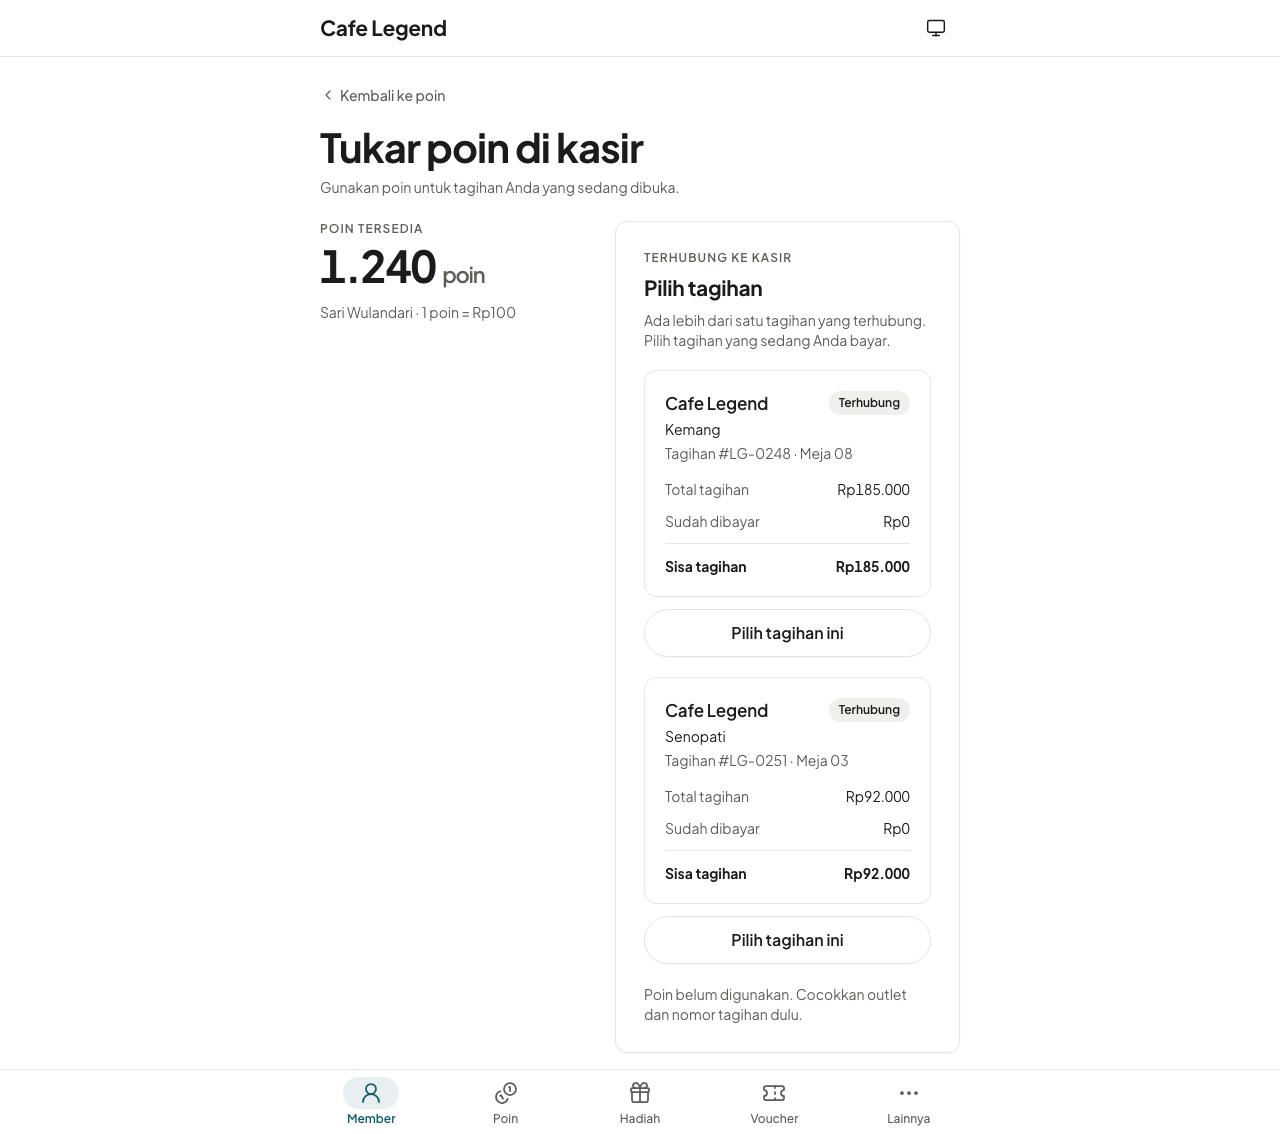 Cafe Legend
Kembali ke poin
Tukar poin di kasir
Gunakan poin untuk tagihan Anda yang sedang dibuka.
POIN TERSEDIA
1.240 poin
Sari Wulandari · 1 poin = Rp100
TERHUBUNG KE KASIR
Pilih tagihan
Ada lebih dari satu tagihan yang terhubung.
Pilih tagihan yang sedang Anda bayar.
Cafe Legend Terhubung
Kemang
Tagihan #LG-0248 · Meja 08
Total tagihan Rp185.000
Sudah dibayar Rp0
Sisa tagihan Rp185.000
Pilih tagihan ini
Cafe Legend Terhubung
Senopati
Tagihan #LG-0251 · Meja 03
Total tagihan Rp92.000
Sudah dibayar Rp0
Sisa tagihan Rp92.000
Pilih tagihan ini
Poin belum digunakan. Cocokkan outlet
dan nomor tagihan dulu.
Member Poin Hadiah Voucher Lainnya